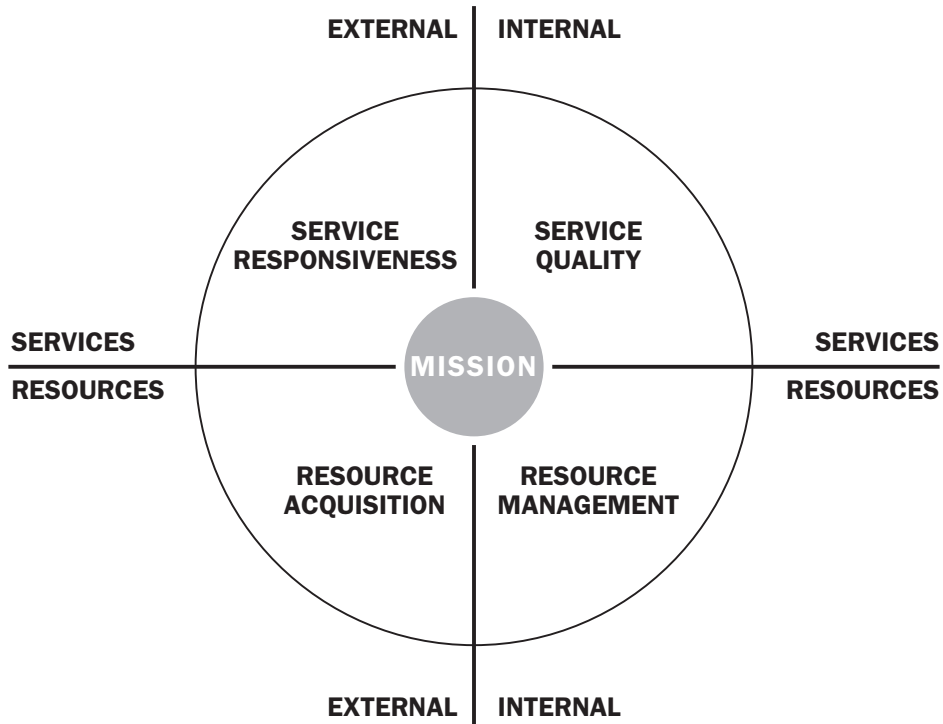 EXTERNAL
INTERNAL
SERVICE
RESPONSIVENESS
SERVICE
QUALITY
SERVICES
SERVICES
MISSION
RESOURCES
RESOURCES
RESOURCE
ACQUISITION
RESOURCE
MANAGEMENT
EXTERNAL
INTERNAL